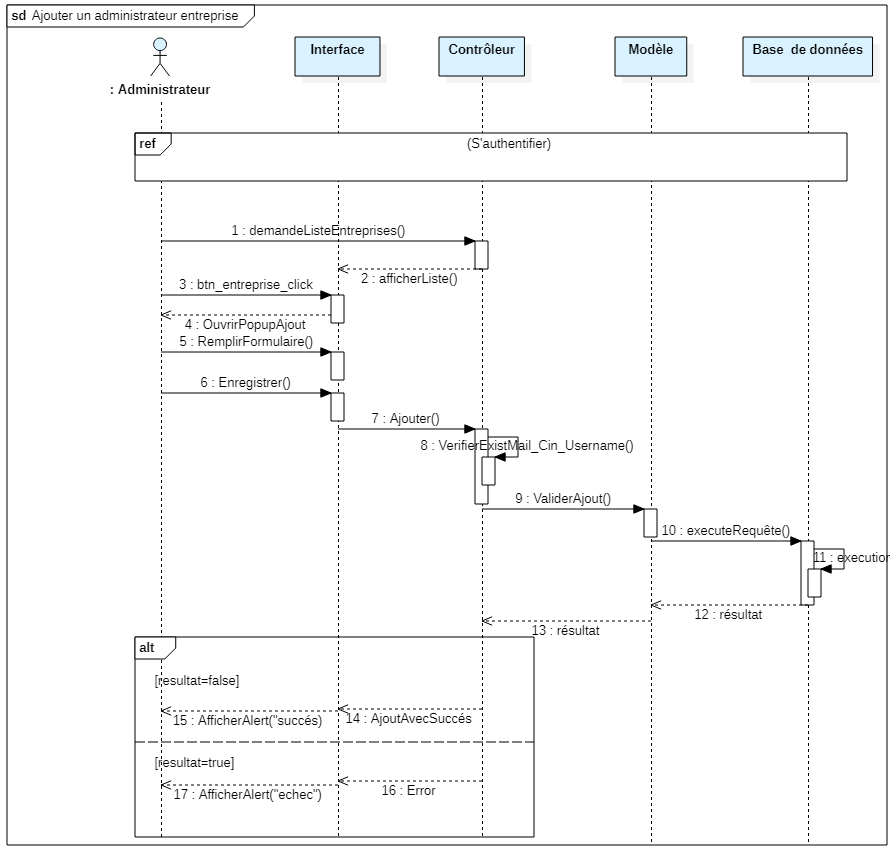 sd Ajouter un administrateur entreprise
Interface
Contrôleur
Modèle
Base de données
: Administrateur
ref
(S'authentifier)
1 : demandeListeEntreprises()
2 : afficherListe()
3 : btn_entreprise_click
4 : OuvrirPopupAjout
5 : RemplirFormulaire()
6 : Enregistrer()
7 : Ajouter()
8 : VerifierExistMail_Cin_Username()
9 : ValiderAjout()
10 : executeRequête()
11 : execution
12 : résultat
13 : résultat
alt
[resultat=false]
14 : AjoutAvecSuccés
15 : AfficherAlert("succés)
[resultat=true]
16 : Error
17 : AfficherAlert("echec")